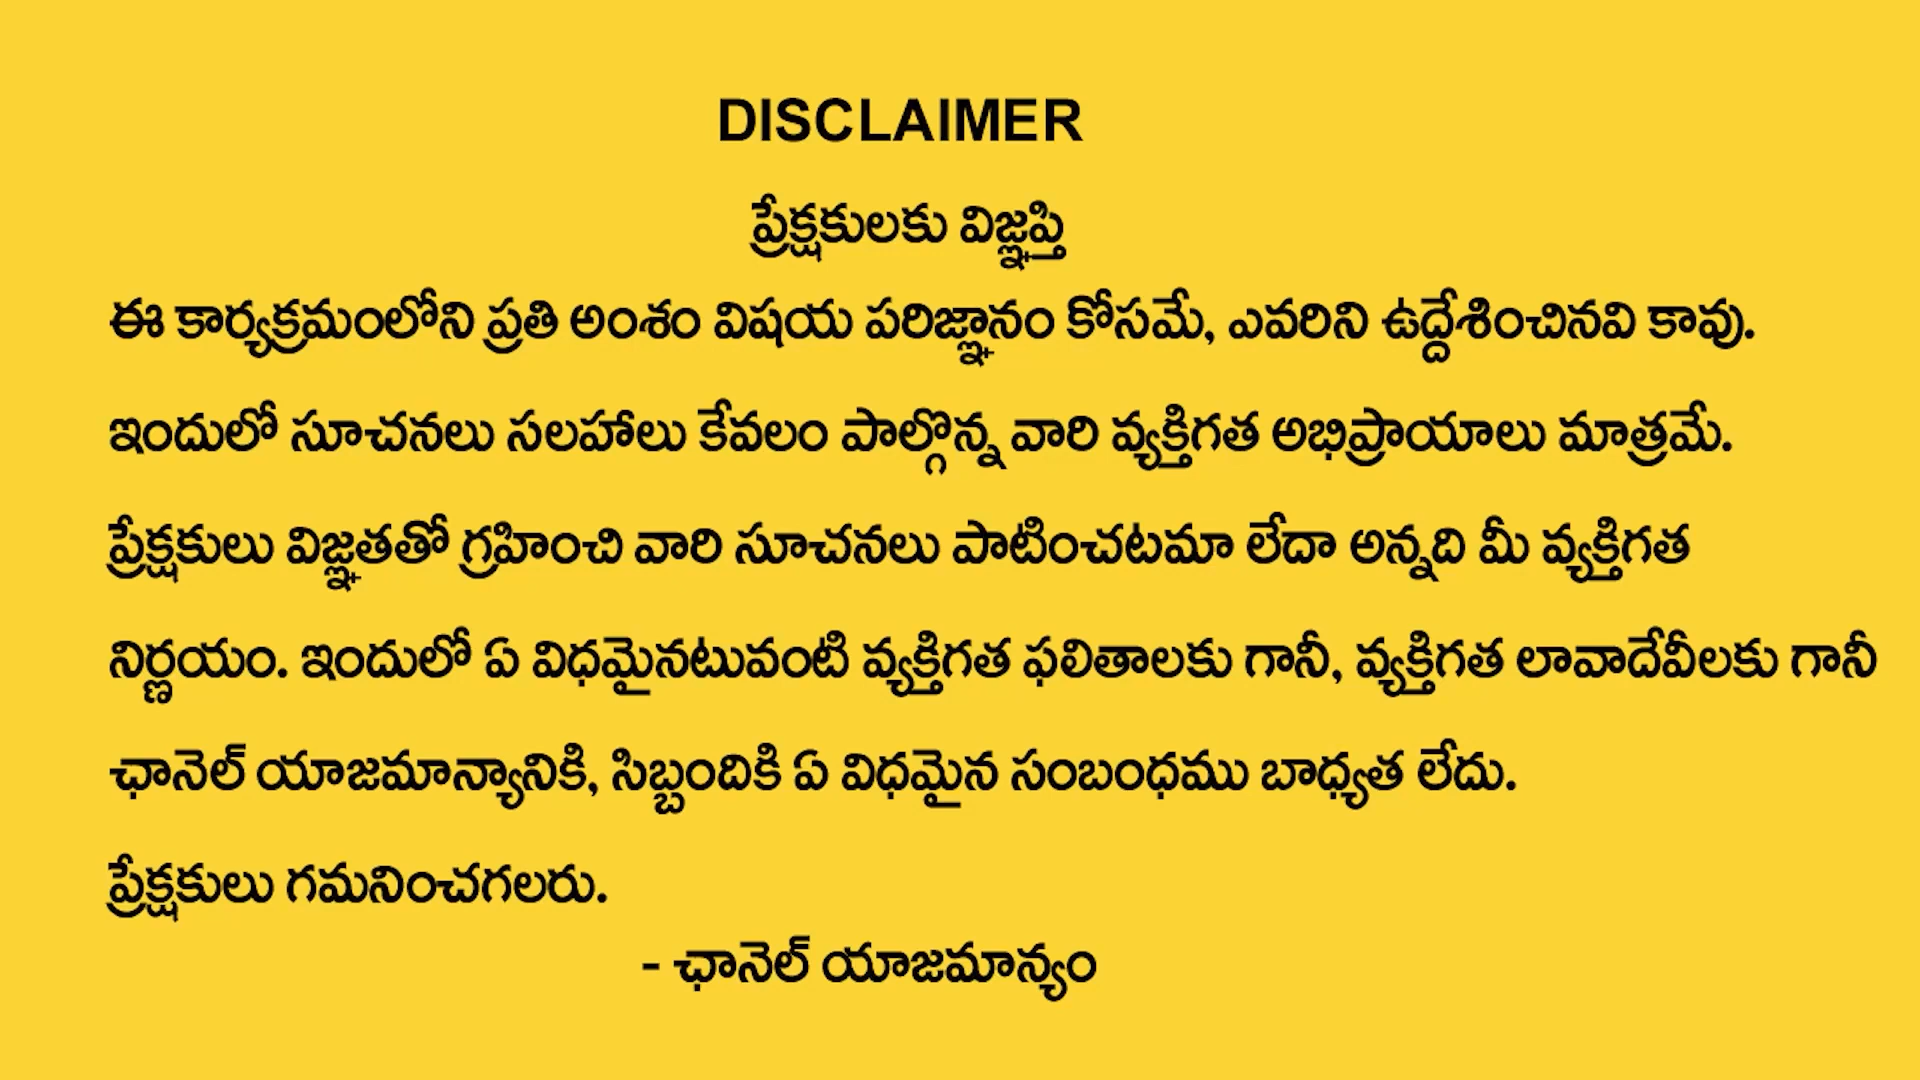 DISCLAIMER
ప్రేక్షకులకు విజ్ఞప్తి
ఈ కార్యక్రమంలోని ప్రతి అంశం విషయ పరిజ్ఞానం కోసమే, ఎవరిని ఉద్దేశించినవి కావు.
ఇందులో సూచనలు సలహాలు కేవలం పాల్గొన్న వారి వ్యక్తిగత అభిప్రాయాలు మాత్రమే.
ప్రేక్షకులు విజ్ఞతతో గ్రహించి వారి సూచనలు పాటించటమా లేదా అన్నది మీ వ్యక్తిగత
నిర్ణయం. ఇందులో ఏ విధమైనటువంటి వ్యక్తిగత ఫలితాలకు గానీ, వ్యక్తిగత లావాదేవీలకు గానీ
ఛానెల్ యాజమాన్యానికి, సిబ్బందికి ఏ విధమైన సంబంధము బాధ్యత లేదు.
ప్రేక్షకులు గమనించగలరు.
- ఛానెల్ యాజమాన్యం